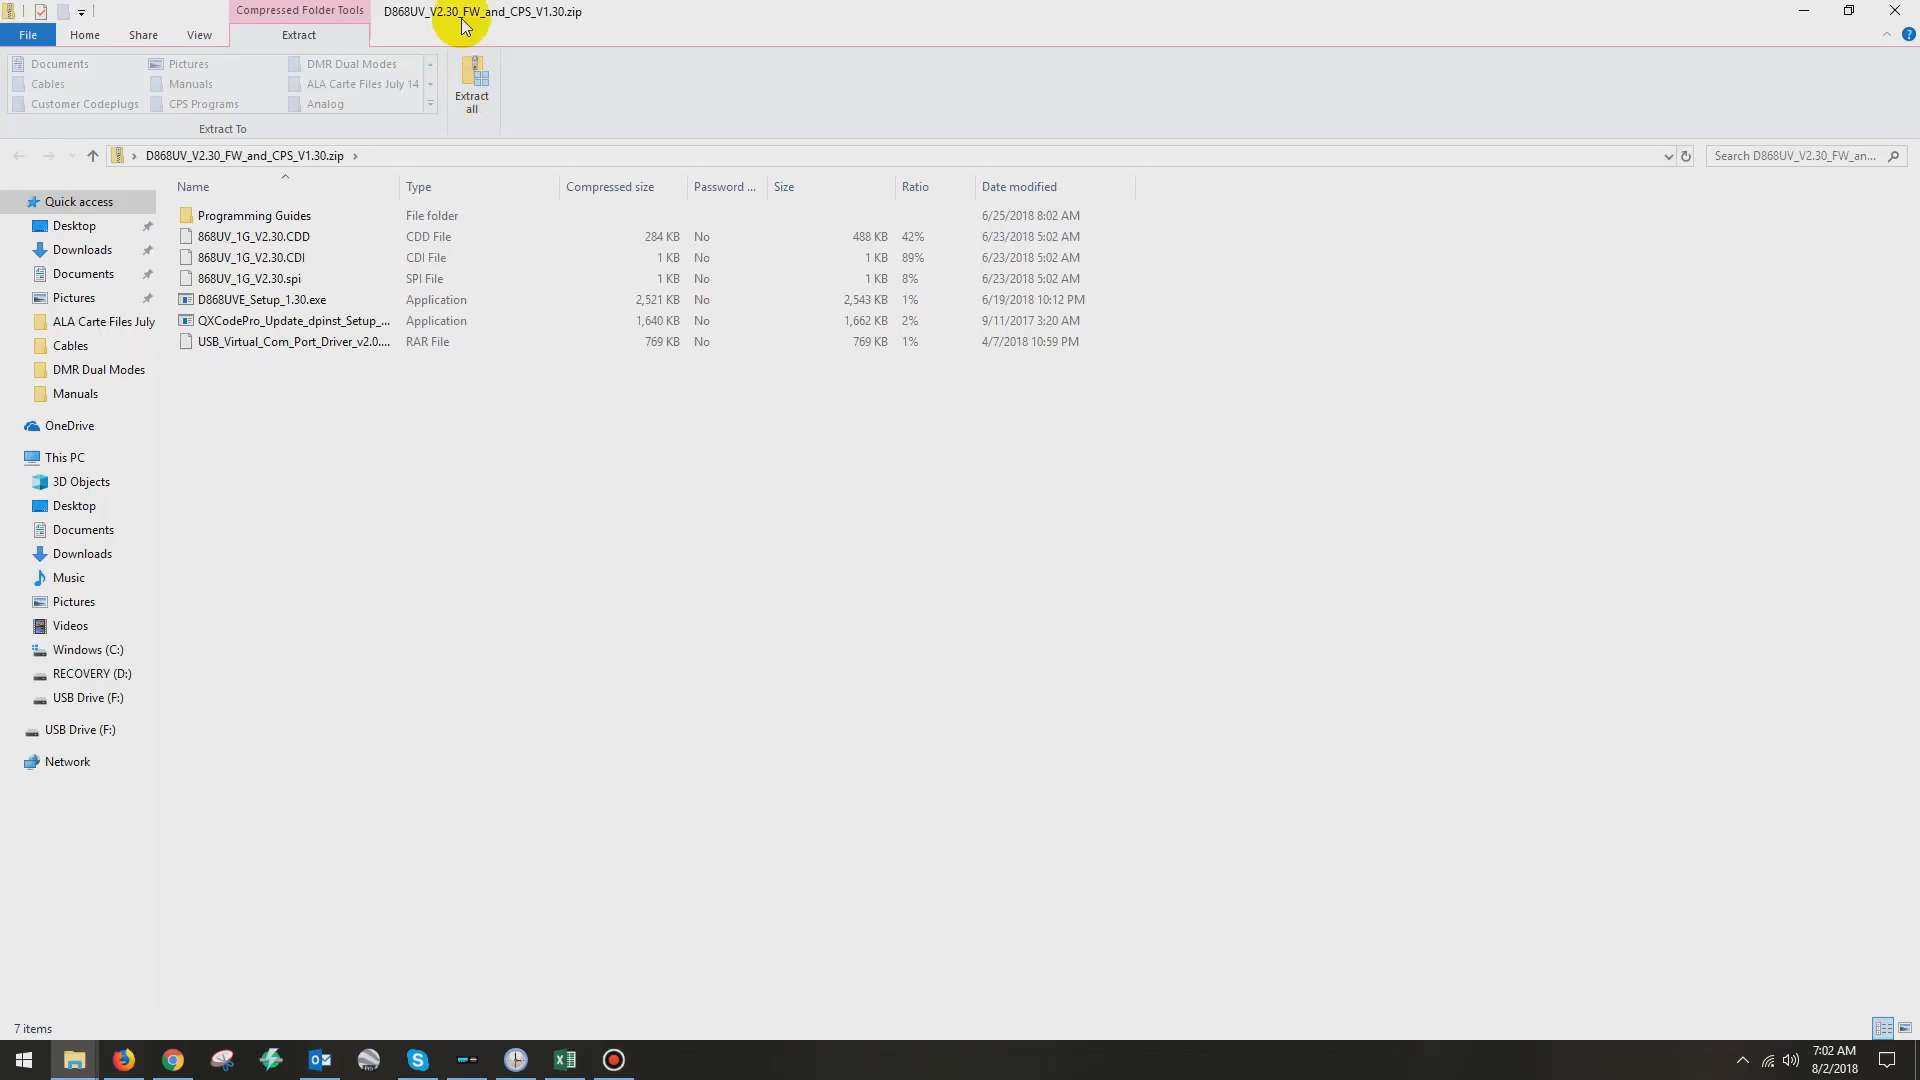 Compressed Folder Tools
D868UV_V2.30_FW_and_CPS_V1.30.zip
File Home Share View Extract
Documents Pictures DMR Dual Modes
Cables Manuals ALA Carte Files July 14
Customer Codeplugs CPS Programs Analog
Extract all
Extract To
D868UV_V2.30_FW_and_CPS_V1.30.zip
Search D868UV_V2.30_FW_an...
Name Type Compressed size Password ... Size Ratio Date modified
Programming Guides File folder 6/25/2018 8:02 AM
868UV_1G_V2.30.CDD CDD File 284 KB No 488 KB 42% 6/23/2018 5:02 AM
868UV_1G_V2.30.CDI CDI File 1 KB No 1 KB 89% 6/23/2018 5:02 AM
868UV_1G_V2.30.spi SPI File 1 KB No 1 KB 8% 6/23/2018 5:02 AM
D868UVE_Setup_1.30.exe Application 2,521 KB No 2,543 KB 1% 6/19/2018 10:12 PM
QXCodePro_Update_dpinst_Setup_... Application 1,640 KB No 1,662 KB 2% 9/11/2017 3:20 AM
USB_Virtual_Com_Port_Driver_v2.0.... RAR File 769 KB No 769 KB 1% 4/7/2018 10:59 PM
Quick access
Desktop
Downloads
Documents
Pictures
ALA Carte Files July
Cables
DMR Dual Modes
Manuals
OneDrive
This PC
3D Objects
Desktop
Documents
Downloads
Music
Pictures
Videos
Windows (C:)
RECOVERY (D:)
USB Drive (F:)
USB Drive (F:)
Network
7 items
7:02 AM
8/2/2018